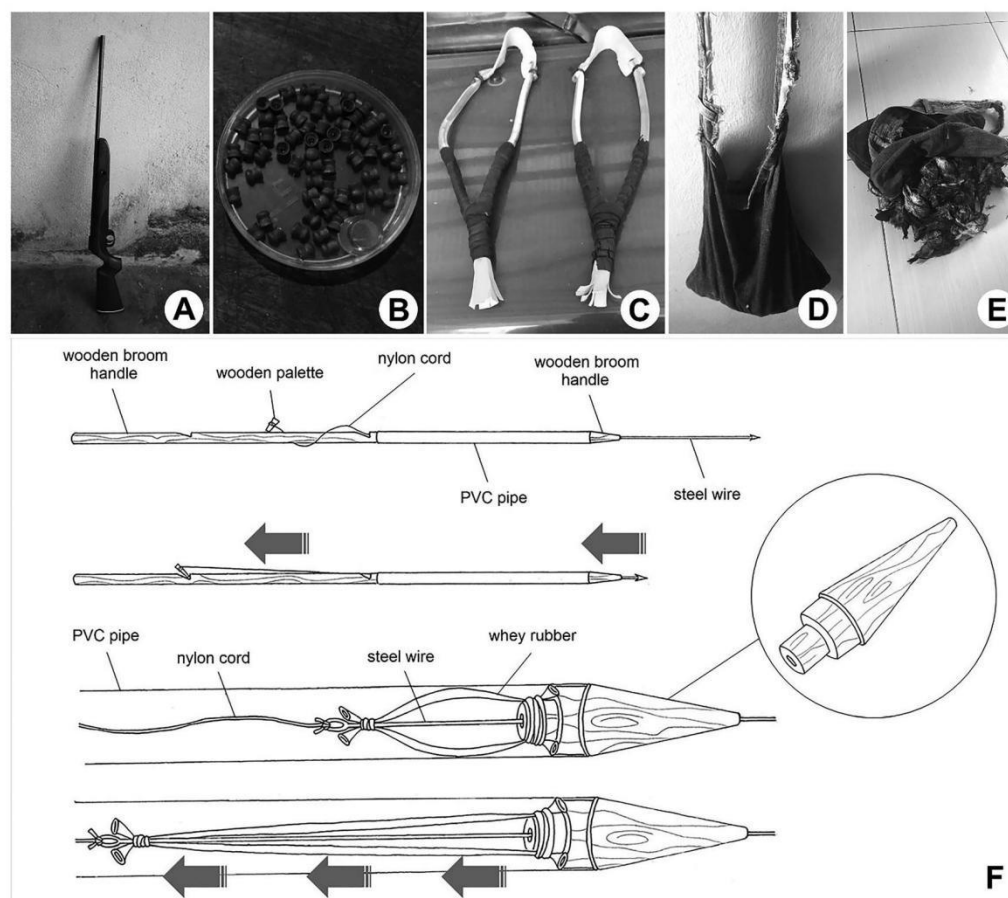 A
B
C
D
E
wooden broom
handle
wooden palette
nylon cord
wooden broom
handle
PVC pipe
steel wire
PVC pipe
nylon cord
steel wire
whey rubber
F